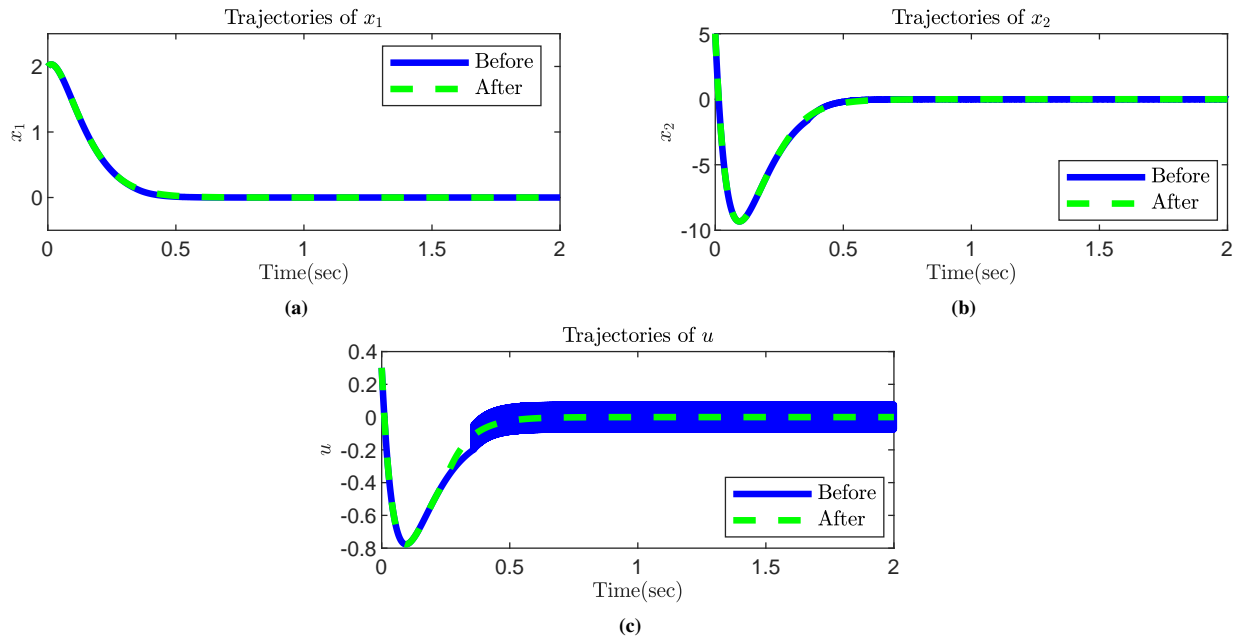 Trajectories of x₁
x₁
2
1
0
Before
After
0 0.5 1 1.5 2
Time(sec)
(a)
Trajectories of x₂
x₂
5
0
-5
-10
Before
After
0 0.5 1 1.5 2
Time(sec)
(b)
Trajectories of u
u
0.4
0.2
0
-0.2
-0.4
-0.6
-0.8
Before
After
0 0.5 1 1.5 2
Time(sec)
(c)